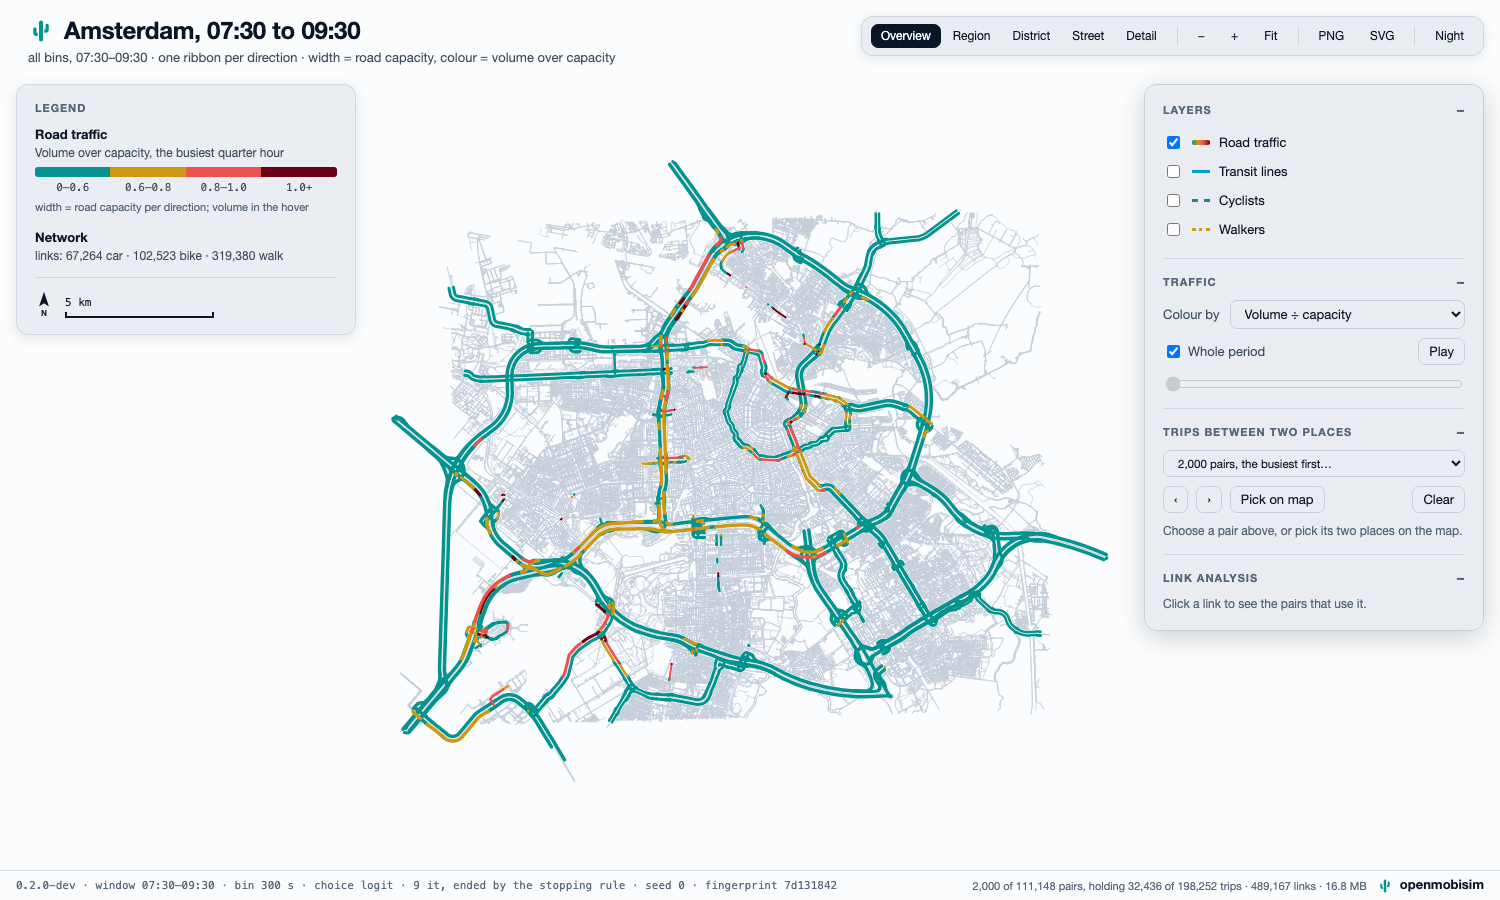 Amsterdam, 07:30 to 09:30
all bins, 07:30–09:30 · one ribbon per direction · width = road capacity, colour = volume over capacity
Overview Region District Street Detail − + Fit PNG SVG Night
LEGEND
Road traffic
Volume over capacity, the busiest quarter hour
0–0.6 0.6–0.8 0.8–1.0 1.0+
width = road capacity per direction; volume in the hover
Network
links: 67,264 car · 102,523 bike · 319,380 walk
N 5 km
LAYERS −
Road traffic
Transit lines
Cyclists
Walkers
TRAFFIC −
Colour by Volume ÷ capacity
Whole period Play
TRIPS BETWEEN TWO PLACES −
2,000 pairs, the busiest first…
‹ › Pick on map Clear
Choose a pair above, or pick its two places on the map.
LINK ANALYSIS −
Click a link to see the pairs that use it.
0.2.0-dev · window 07:30–09:30 · bin 300 s · choice logit · 9 it, ended by the stopping rule · seed 0 · fingerprint 7d131842
2,000 of 111,148 pairs, holding 32,436 of 198,252 trips · 489,167 links · 16.8 MB openmobisim